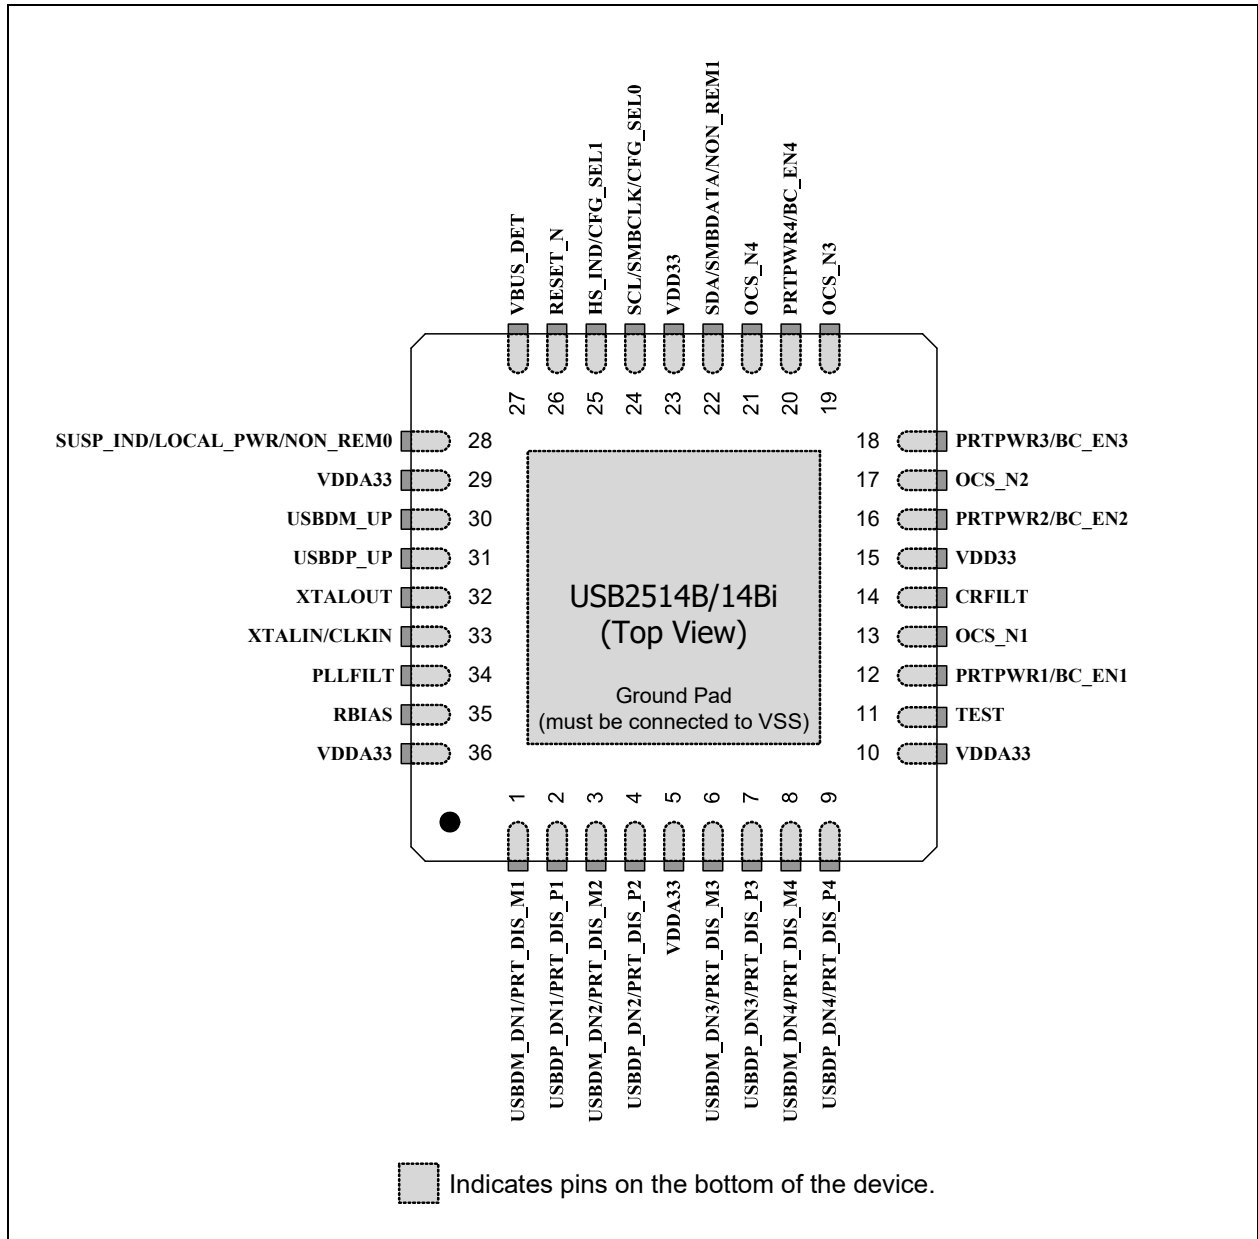 VBUS_DET
RESET_N
HS_IND/CFG_SEL1
SCL/SMBCLK/CFG_SEL0
VDD33
SDA/SMBDATA/NON_REM1
OCS_N4
PRTPWR4/BC_EN4
OCS_N3
27
26
25
24
23
22
21
20
19
SUSP_IND/LOCAL_PWR/NON_REM0 28
VDDA33 29
USBDM_UP 30
USBDP_UP 31
XTALOUT 32
XTALIN/CLKIN 33
PLLFILT 34
RBIAS 35
VDDA33 36
USB2514B/14Bi
(Top View)
Ground Pad
(must be connected to VSS)
18 PRTPWR3/BC_EN3
17 OCS_N2
16 PRTPWR2/BC_EN2
15 VDD33
14 CRFILT
13 OCS_N1
12 PRTPWR1/BC_EN1
11 TEST
10 VDDA33
1
2
3
4
5
6
7
8
9
USBDM_DN1/PRT_DIS_M1
USBDP_DN1/PRT_DIS_P1
USBDM_DN2/PRT_DIS_M2
USBDP_DN2/PRT_DIS_P2
VDDA33
USBDM_DN3/PRT_DIS_M3
USBDP_DN3/PRT_DIS_P3
USBDM_DN4/PRT_DIS_M4
USBDP_DN4/PRT_DIS_P4
Indicates pins on the bottom of the device.